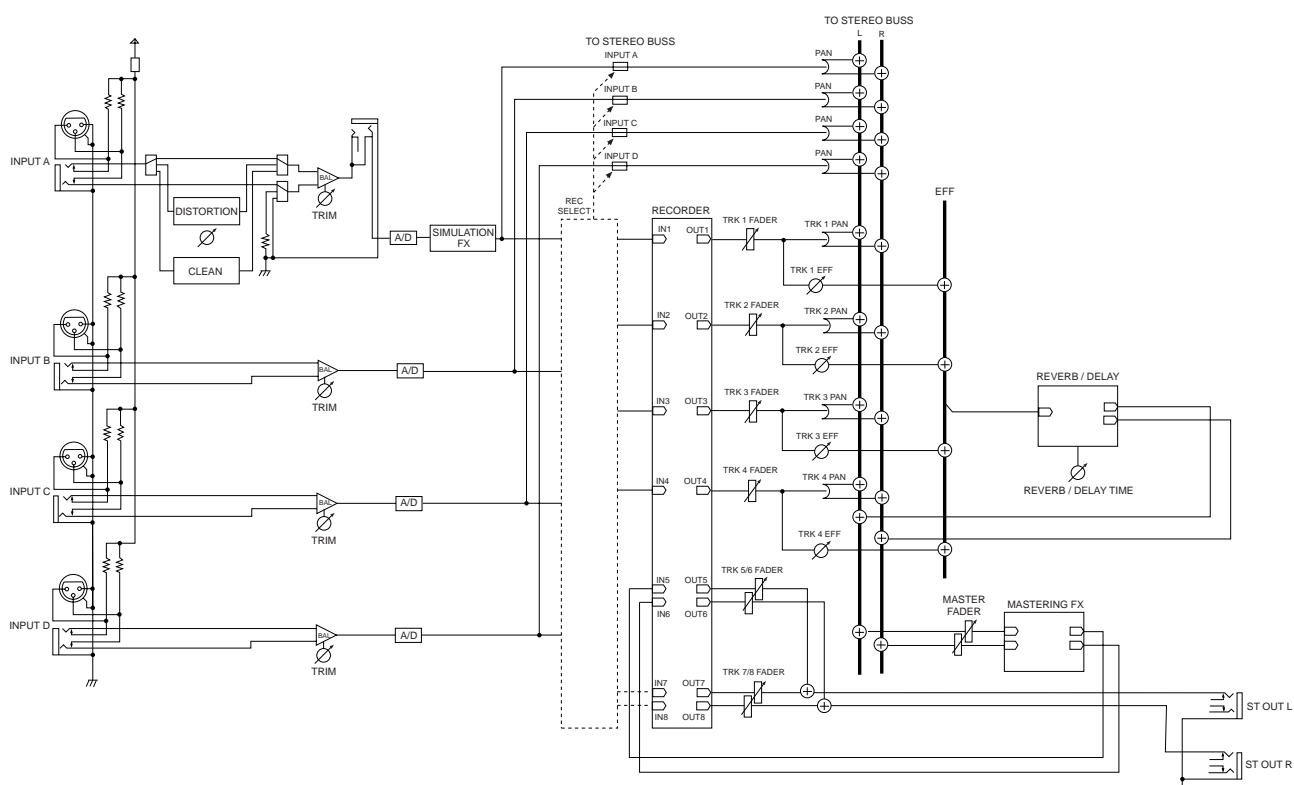 TO STEREO BUSS
L R
TO STEREO BUSS
INPUT A
PAN
INPUT B
PAN
INPUT C
PAN
INPUT D
PAN
INPUT A
BAL
TRIM
DISTORTION
CLEAN
A/D
SIMULATION
FX
REC
SELECT
RECORDER
EFF
IN1
OUT1
TRK 1 FADER
TRK 1 PAN
TRK 1 EFF
IN2
OUT2
TRK 2 FADER
TRK 2 PAN
TRK 2 EFF
INPUT B
BAL
TRIM
A/D
IN3
OUT3
TRK 3 FADER
TRK 3 PAN
TRK 3 EFF
REVERB / DELAY
REVERB / DELAY TIME
INPUT C
BAL
TRIM
A/D
IN4
OUT4
TRK 4 FADER
TRK 4 PAN
TRK 4 EFF
INPUT D
BAL
TRIM
A/D
IN5
OUT5
TRK 5/6 FADER
IN6
OUT6
MASTER
FADER
MASTERING FX
IN7
OUT7
TRK 7/8 FADER
IN8
OUT8
ST OUT L
ST OUT R